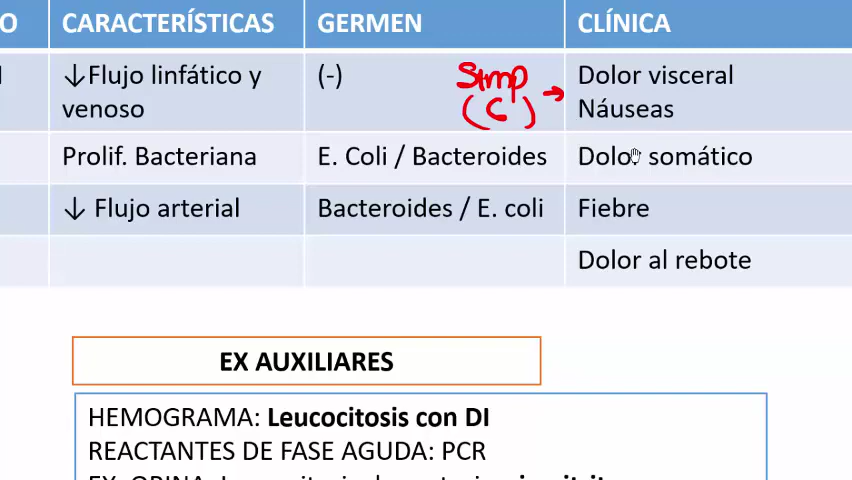 O CARACTERÍSTICAS GERMEN CLÍNICA
↓Flujo linfático y venoso (-) Simp (C) → Dolor visceral Náuseas
Prolif. Bacteriana E. Coli / Bacteroides Dolor somático
↓ Flujo arterial Bacteroides / E. coli Fiebre
Dolor al rebote
EX AUXILIARES
HEMOGRAMA: Leucocitosis con DI
REACTANTES DE FASE AGUDA: PCR